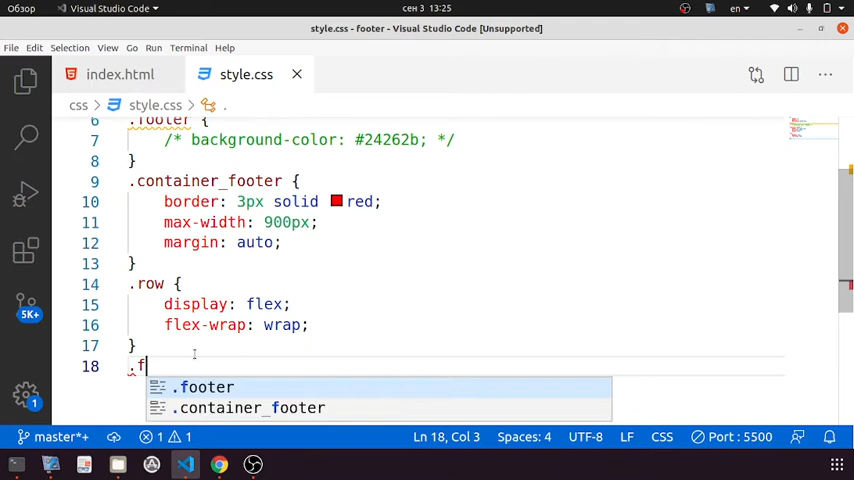 Обзор
Visual Studio Code
сен 3 13:25
en
style.css - footer - Visual Studio Code [Unsupported]
File Edit Selection View Go Run Terminal Help
index.html
style.css
css
style.css
.
6 .footer {
7 /* background-color: #24262b; */
8 }
9 .container_footer {
10 border: 3px solid red;
11 max-width: 900px;
12 margin: auto;
13 }
14 .row {
15 display: flex;
16 flex-wrap: wrap;
17 }
18 .f
.footer
.container_footer
5K+
1
master*+ 1 1 Ln 18, Col 3 Spaces: 4 UTF-8 LF CSS Port : 5500